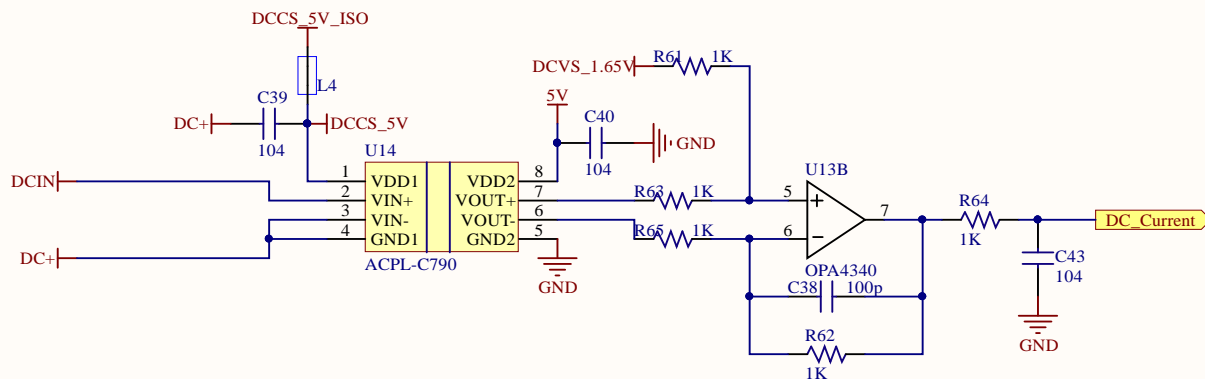 DCCS_5V_ISO
L4
C39
DC+
104
DCCS_5V
DCVS_1.65V
R61
1K
5V
C40
104
GND
U14
DCIN
DC+
1
2
3
4
VDD1
VIN+
VIN-
GND1
VDD2
VOUT+
VOUT-
GND2
8
7
6
5
ACPL-C790
GND
R63
1K
R65
1K
U13B
5
+
6
−
7
OPA4340
C38
100p
R62
1K
R64
1K
DC_Current
C43
104
GND